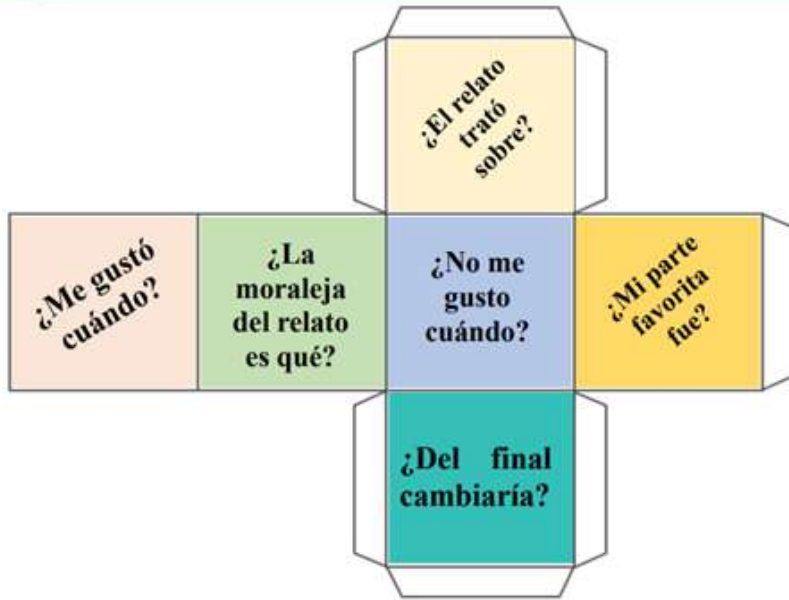 ¿El relato
trató
sobre?
¿Me gustó
cuándo?
¿La
moraleja
del relato
es qué?
¿No me
gusto
cuándo?
¿Mi parte
favorita
fue?
¿Del final
cambiaría?